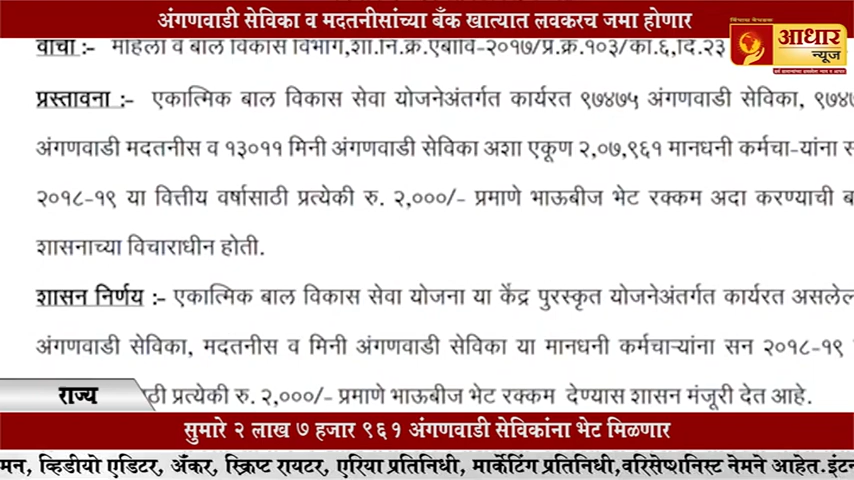 अंगणवाडी सेविका व मदतनीसांच्या बँक खात्यात लवकरच जमा होणार
वाचा :- महिला व बाल विकास विभाग,शा.नि.क्र.एबावि-२०१७/प्र.क्र.१०३/का.६,दि.२३
आधार
न्यूज
प्रस्तावना :- एकात्मिक बाल विकास सेवा योजनेअंतर्गत कार्यरत ९७४७५ अंगणवाडी सेविका, ९७४७
अंगणवाडी मदतनीस व १३०११ मिनी अंगणवाडी सेविका अशा एकूण २,०७,९६१ मानधनी कर्मचा-यांना स
२०१८-१९ या वित्तीय वर्षासाठी प्रत्येकी रु. २,०००/- प्रमाणे भाऊबीज भेट रक्कम अदा करण्याची ब
शासनाच्या विचाराधीन होती.
शासन निर्णय :- एकात्मिक बाल विकास सेवा योजना या केंद्र पुरस्कृत योजनेअंतर्गत कार्यरत असलेल
अंगणवाडी सेविका, मदतनीस व मिनी अंगणवाडी सेविका या मानधनी कर्मचाऱ्यांना सन २०१८-१९
राज्य
ठी प्रत्येकी रु. २,०००/- प्रमाणे भाऊबीज भेट रक्कम देण्यास शासन मंजूरी देत आहे.
सुमारे २ लाख ७ हजार ९६१ अंगणवाडी सेविकांना भेट मिळणार
मन, व्हिडीयो एडिटर, अँकर, स्क्रिप्ट रायटर, एरिया प्रतिनिधी, मार्केटिंग प्रतिनिधी,वरिसेप्शनिस्ट नेमने आहेत.इंट